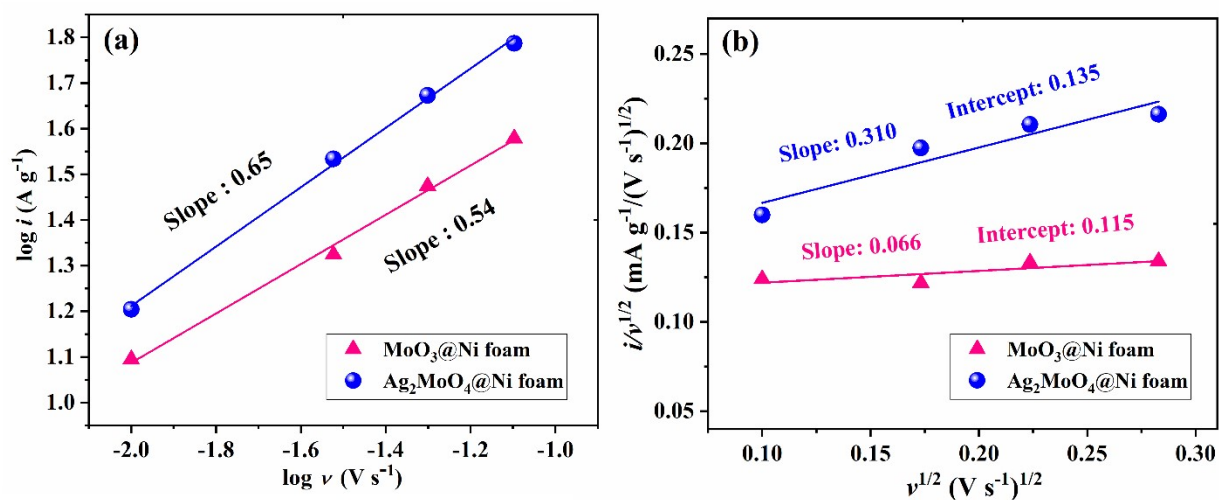 (a)
1.8
1.7
1.6
1.5
1.4
1.3
1.2
1.1
1.0
log i (A g⁻¹)
Slope : 0.65
Slope : 0.54
MoO₃@Ni foam
Ag₂MoO₄@Ni foam
-2.0 -1.8 -1.6 -1.4 -1.2 -1.0
log ν (V s⁻¹)
(b)
0.25
0.20
0.15
0.10
0.05
i/ν¹/² (mA g⁻¹/(V s⁻¹)¹/²)
Slope: 0.310
Intercept: 0.135
Slope: 0.066
Intercept: 0.115
MoO₃@Ni foam
Ag₂MoO₄@Ni foam
0.10 0.15 0.20 0.25 0.30
ν¹/² (V s⁻¹)¹/²